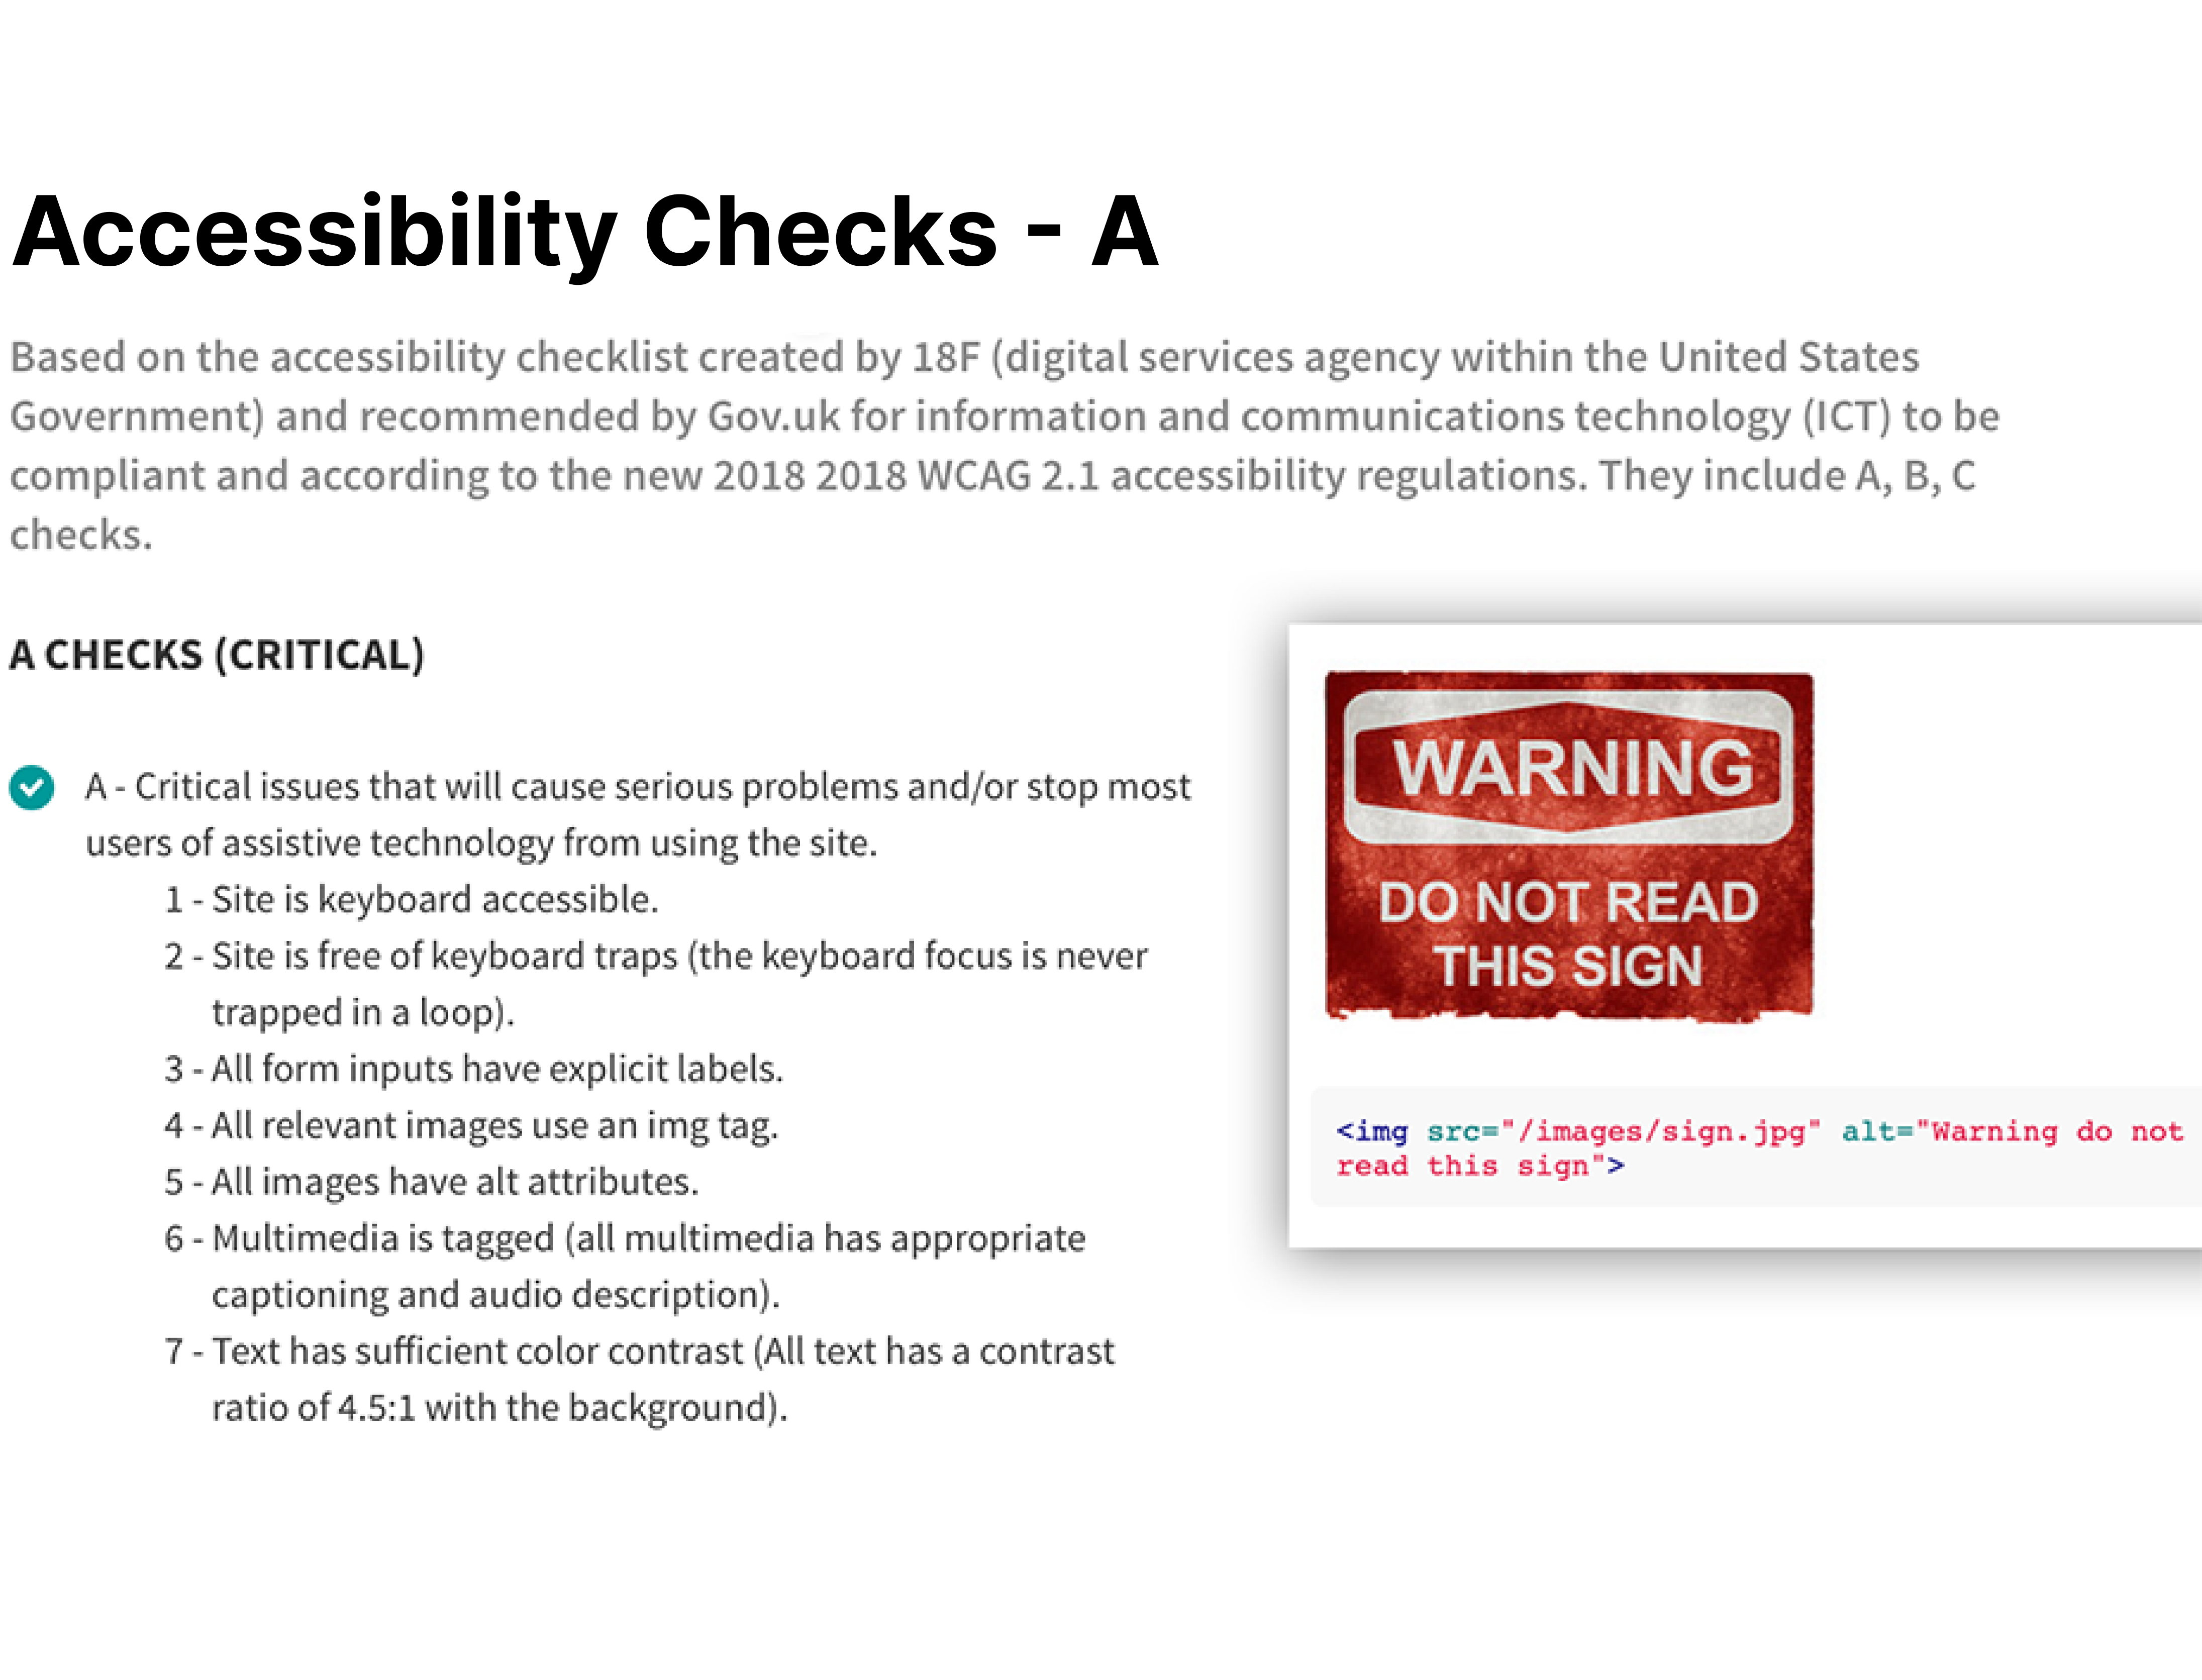 Accessibility Checks - A
Based on the accessibility checklist created by 18F (digital services agency within the United States
Government) and recommended by Gov.uk for information and communications technology (ICT) to be
compliant and according to the new 2018 2018 WCAG 2.1 accessibility regulations. They include A, B, C
checks.
A CHECKS (CRITICAL)
A - Critical issues that will cause serious problems and/or stop most
users of assistive technology from using the site.
1 - Site is keyboard accessible.
2 - Site is free of keyboard traps (the keyboard focus is never
trapped in a loop).
3 - All form inputs have explicit labels.
4 - All relevant images use an img tag.
5 - All images have alt attributes.
6 - Multimedia is tagged (all multimedia has appropriate
captioning and audio description).
7 - Text has sufficient color contrast (All text has a contrast
ratio of 4.5:1 with the background).
WARNING
DO NOT READ
THIS SIGN
<img src="/images/sign.jpg" alt="Warning do not
read this sign">